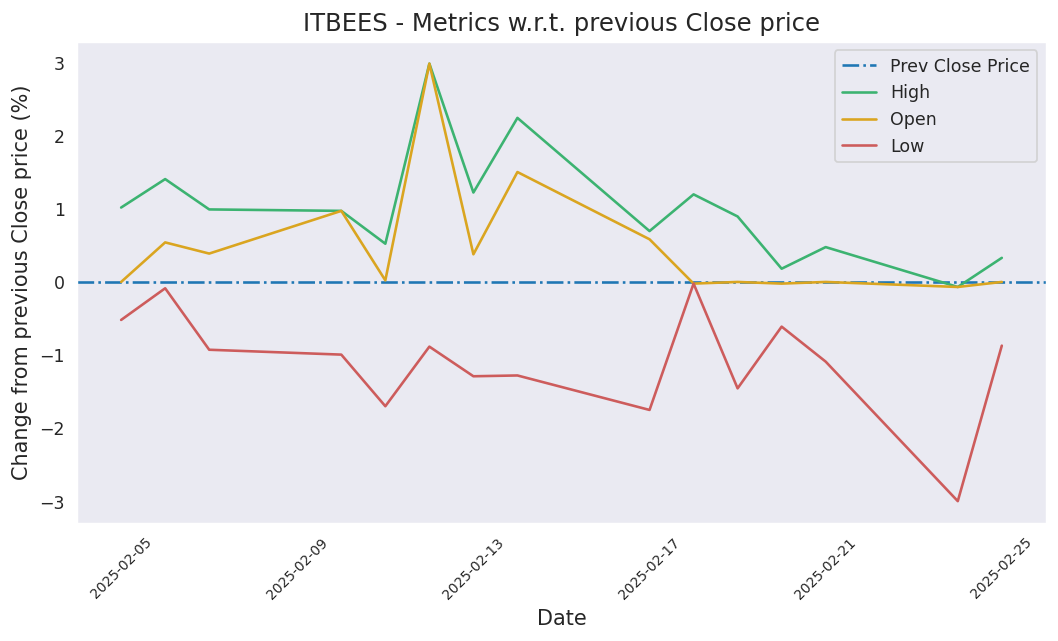 ITBEES - Metrics w.r.t. previous Close price
Change from previous Close price (%)
3
2
1
0
−1
−2
−3
Prev Close Price
High
Open
Low
2025-02-05
2025-02-09
2025-02-13
2025-02-17
2025-02-21
2025-02-25
Date